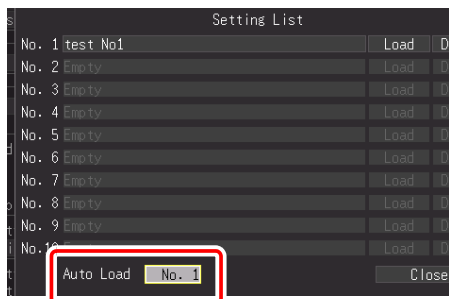 Setting List
No. 1 test No1 Load D
No. 2 Empty Load D
No. 3 Empty Load D
No. 4 Empty Load D
No. 5 Empty Load D
No. 6 Empty Load D
No. 7 Empty Load D
No. 8 Empty Load D
No. 9 Empty Load D
No.10 Empty Load D
Auto Load No. 1 Close